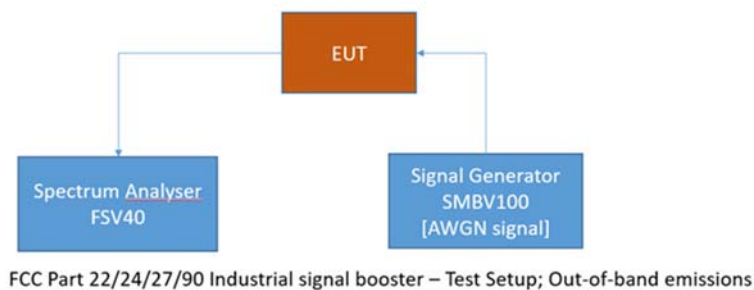 EUT
Spectrum Analyser
FSV40
Signal Generator
SMBV100
[AWGN signal]
FCC Part 22/24/27/90 Industrial signal booster – Test Setup; Out-of-band emissions